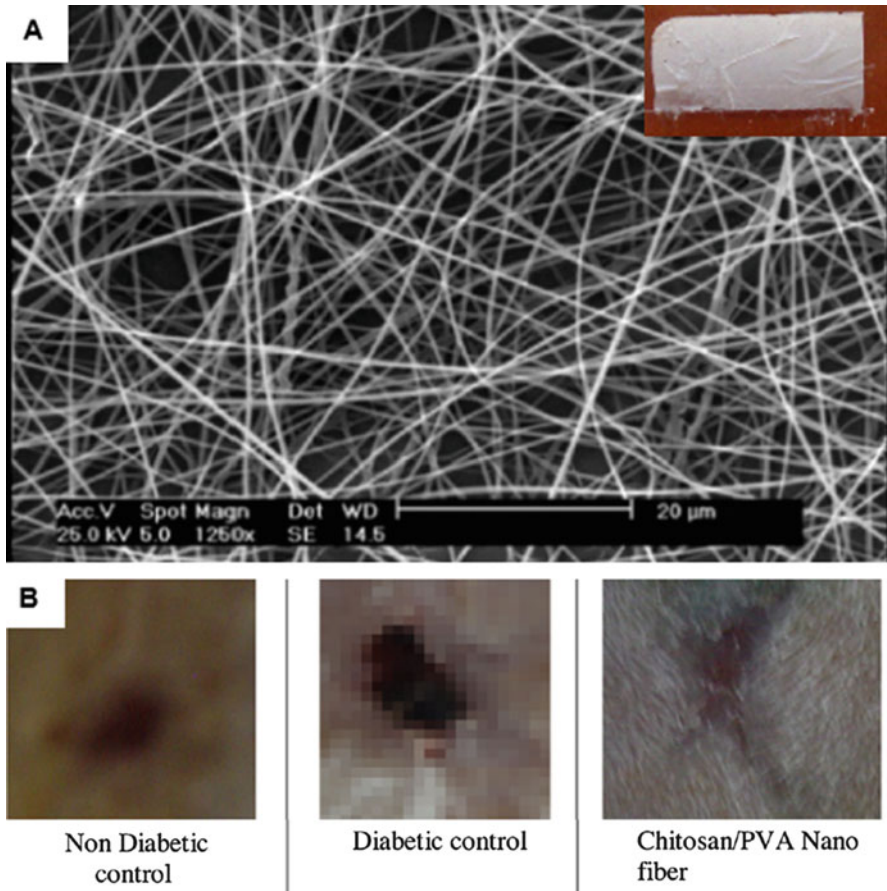 A
Acc.V Spot Magn Det WD 20 µm
25.0 kV 5.0 1250x SE 14.5
B
Non Diabetic
control
Diabetic control
Chitosan/PVA Nano
fiber